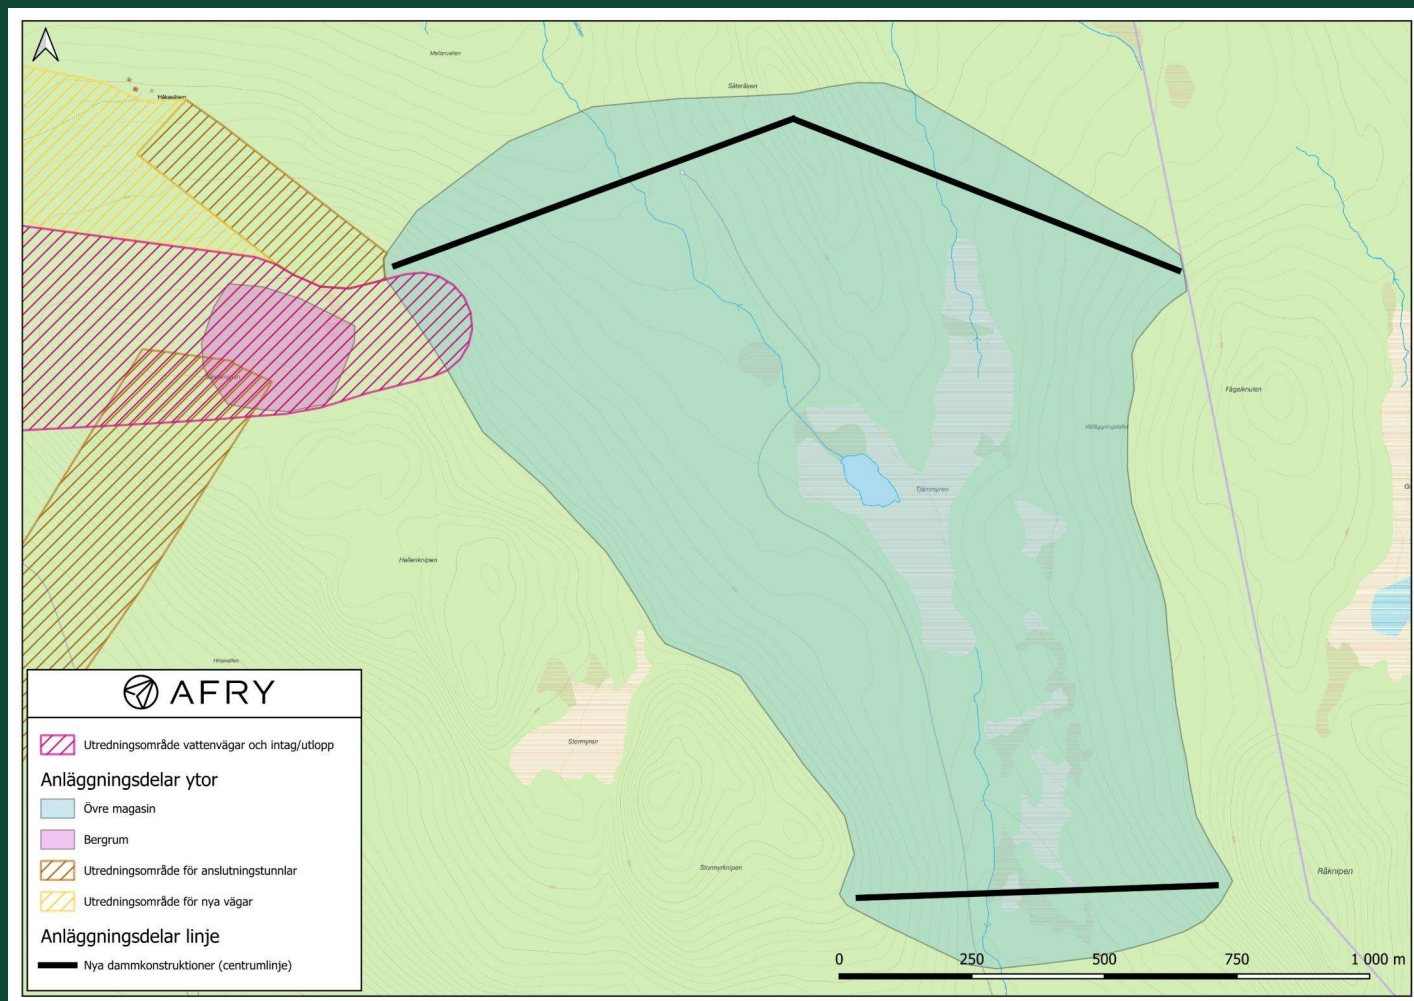 Mellanvallen
Säteråsen
Håkasätern
Fågelknulen
Tjärnmyren
Hallenknipen
Stormyren
Stormyrknipen
Råknipen
AFRY
Utredningsområde vattenvägar och intag/utlopp
Anläggningsdelar ytor
Övre magasin
Bergrum
Utredningsområde för anslutningstunnlar
Utredningsområde för nya vägar
Anläggningsdelar linje
Nya dammkonstruktioner (centrumlinje)
0 250 500 750 1 000 m